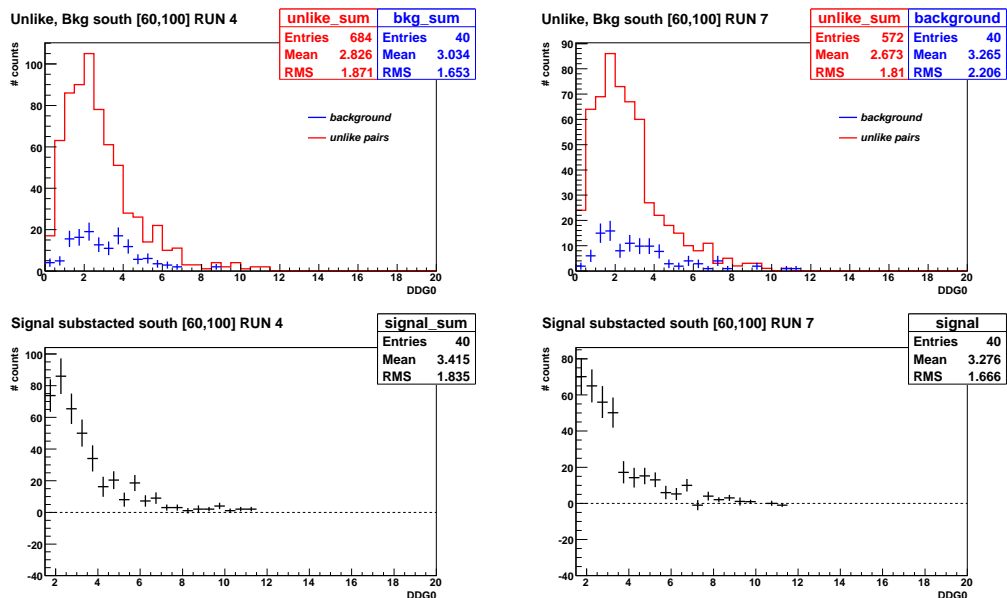 Unlike, Bkg south [60,100] RUN 4
unlike_sum bkg_sum
Entries 684 Entries 40
Mean 2.826 Mean 3.034
RMS 1.871 RMS 1.653
# counts
100
80
60
40
20
0
background
unlike pairs
0 2 4 6 8 10 12 14 16 18 20
DDG0
Unlike, Bkg south [60,100] RUN 7
unlike_sum background
Entries 572 Entries 40
Mean 2.673 Mean 3.265
RMS 1.81 RMS 2.206
# counts
90
80
70
60
50
40
30
20
10
0
background
unlike pairs
0 2 4 6 8 10 12 14 16 18 20
DDG0
Signal substacted south [60,100] RUN 4
signal_sum
Entries 40
Mean 3.415
RMS 1.835
# counts
100
80
60
40
20
0
-20
-40
2 4 6 8 10 12 14 16 18 20
DDG0
Signal substacted south [60,100] RUN 7
signal
Entries 40
Mean 3.276
RMS 1.666
# counts
80
60
40
20
0
-20
-40
2 4 6 8 10 12 14 16 18 20
DDG0